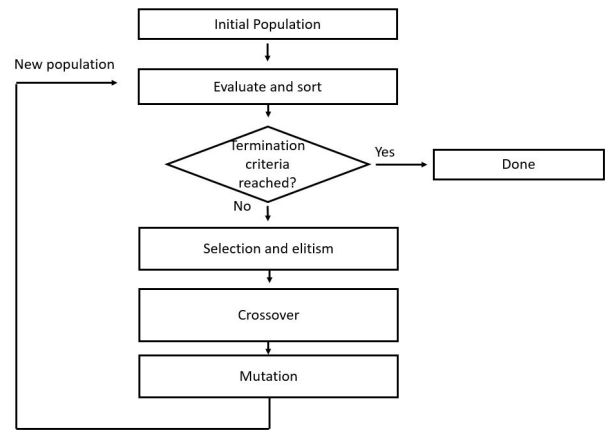 Initial Population
New population
Evaluate and sort
Termination
criteria
reached?
Yes
Done
No
Selection and elitism
Crossover
Mutation